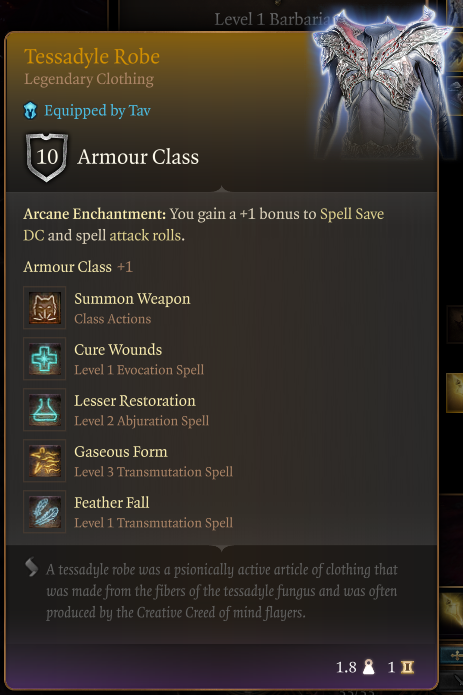 Level 1 Barbaria
Tessadyle Robe
Legendary Clothing
Equipped by Tav
10 Armour Class
Arcane Enchantment: You gain a +1 bonus to Spell Save
DC and spell attack rolls.
Armour Class +1
Summon Weapon
Class Actions
Cure Wounds
Level 1 Evocation Spell
Lesser Restoration
Level 2 Abjuration Spell
Gaseous Form
Level 3 Transmutation Spell
Feather Fall
Level 1 Transmutation Spell
A tessadyle robe was a psionically active article of clothing that
was made from the fibers of the tessadyle fungus and was often
produced by the Creative Creed of mind flayers.
1.8 1